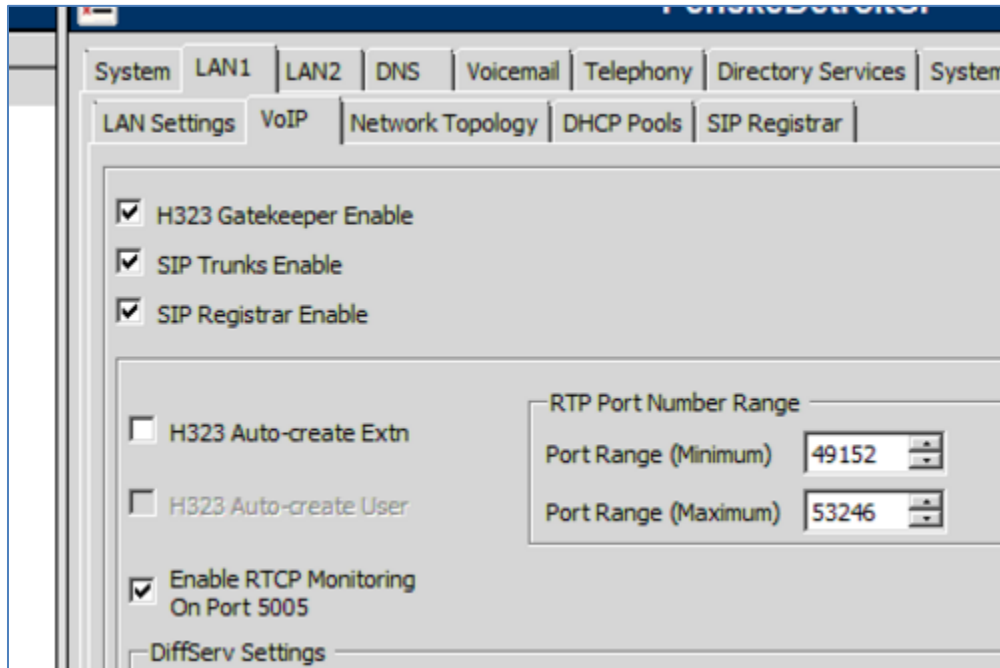 System LAN1 LAN2 DNS Voicemail Telephony Directory Services System
LAN Settings VoIP Network Topology DHCP Pools SIP Registrar
H323 Gatekeeper Enable
SIP Trunks Enable
SIP Registrar Enable
RTP Port Number Range
H323 Auto-create Extn
Port Range (Minimum) 49152
H323 Auto-create User
Port Range (Maximum) 53246
Enable RTCP Monitoring
On Port 5005
DiffServ Settings